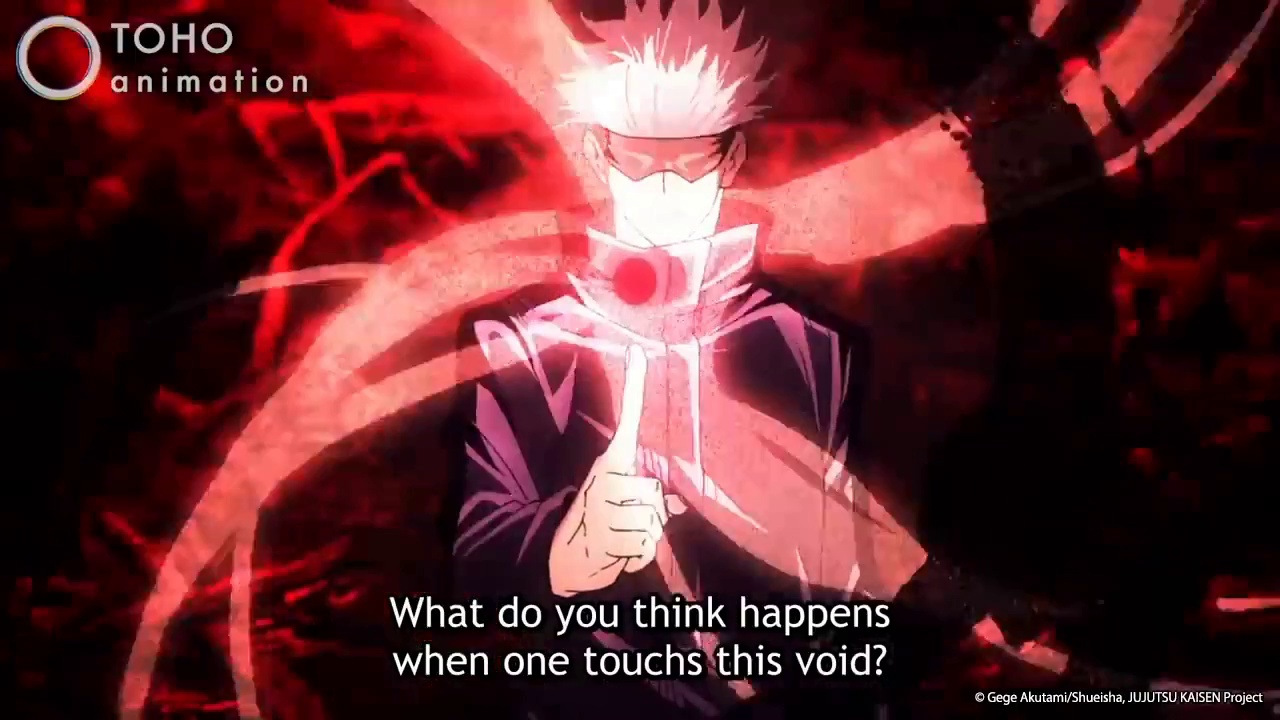 TOHO
animation
What do you think happens
when one touchs this void?
© Gege Akutami/Shueisha, JUJUTSU KAISEN Project